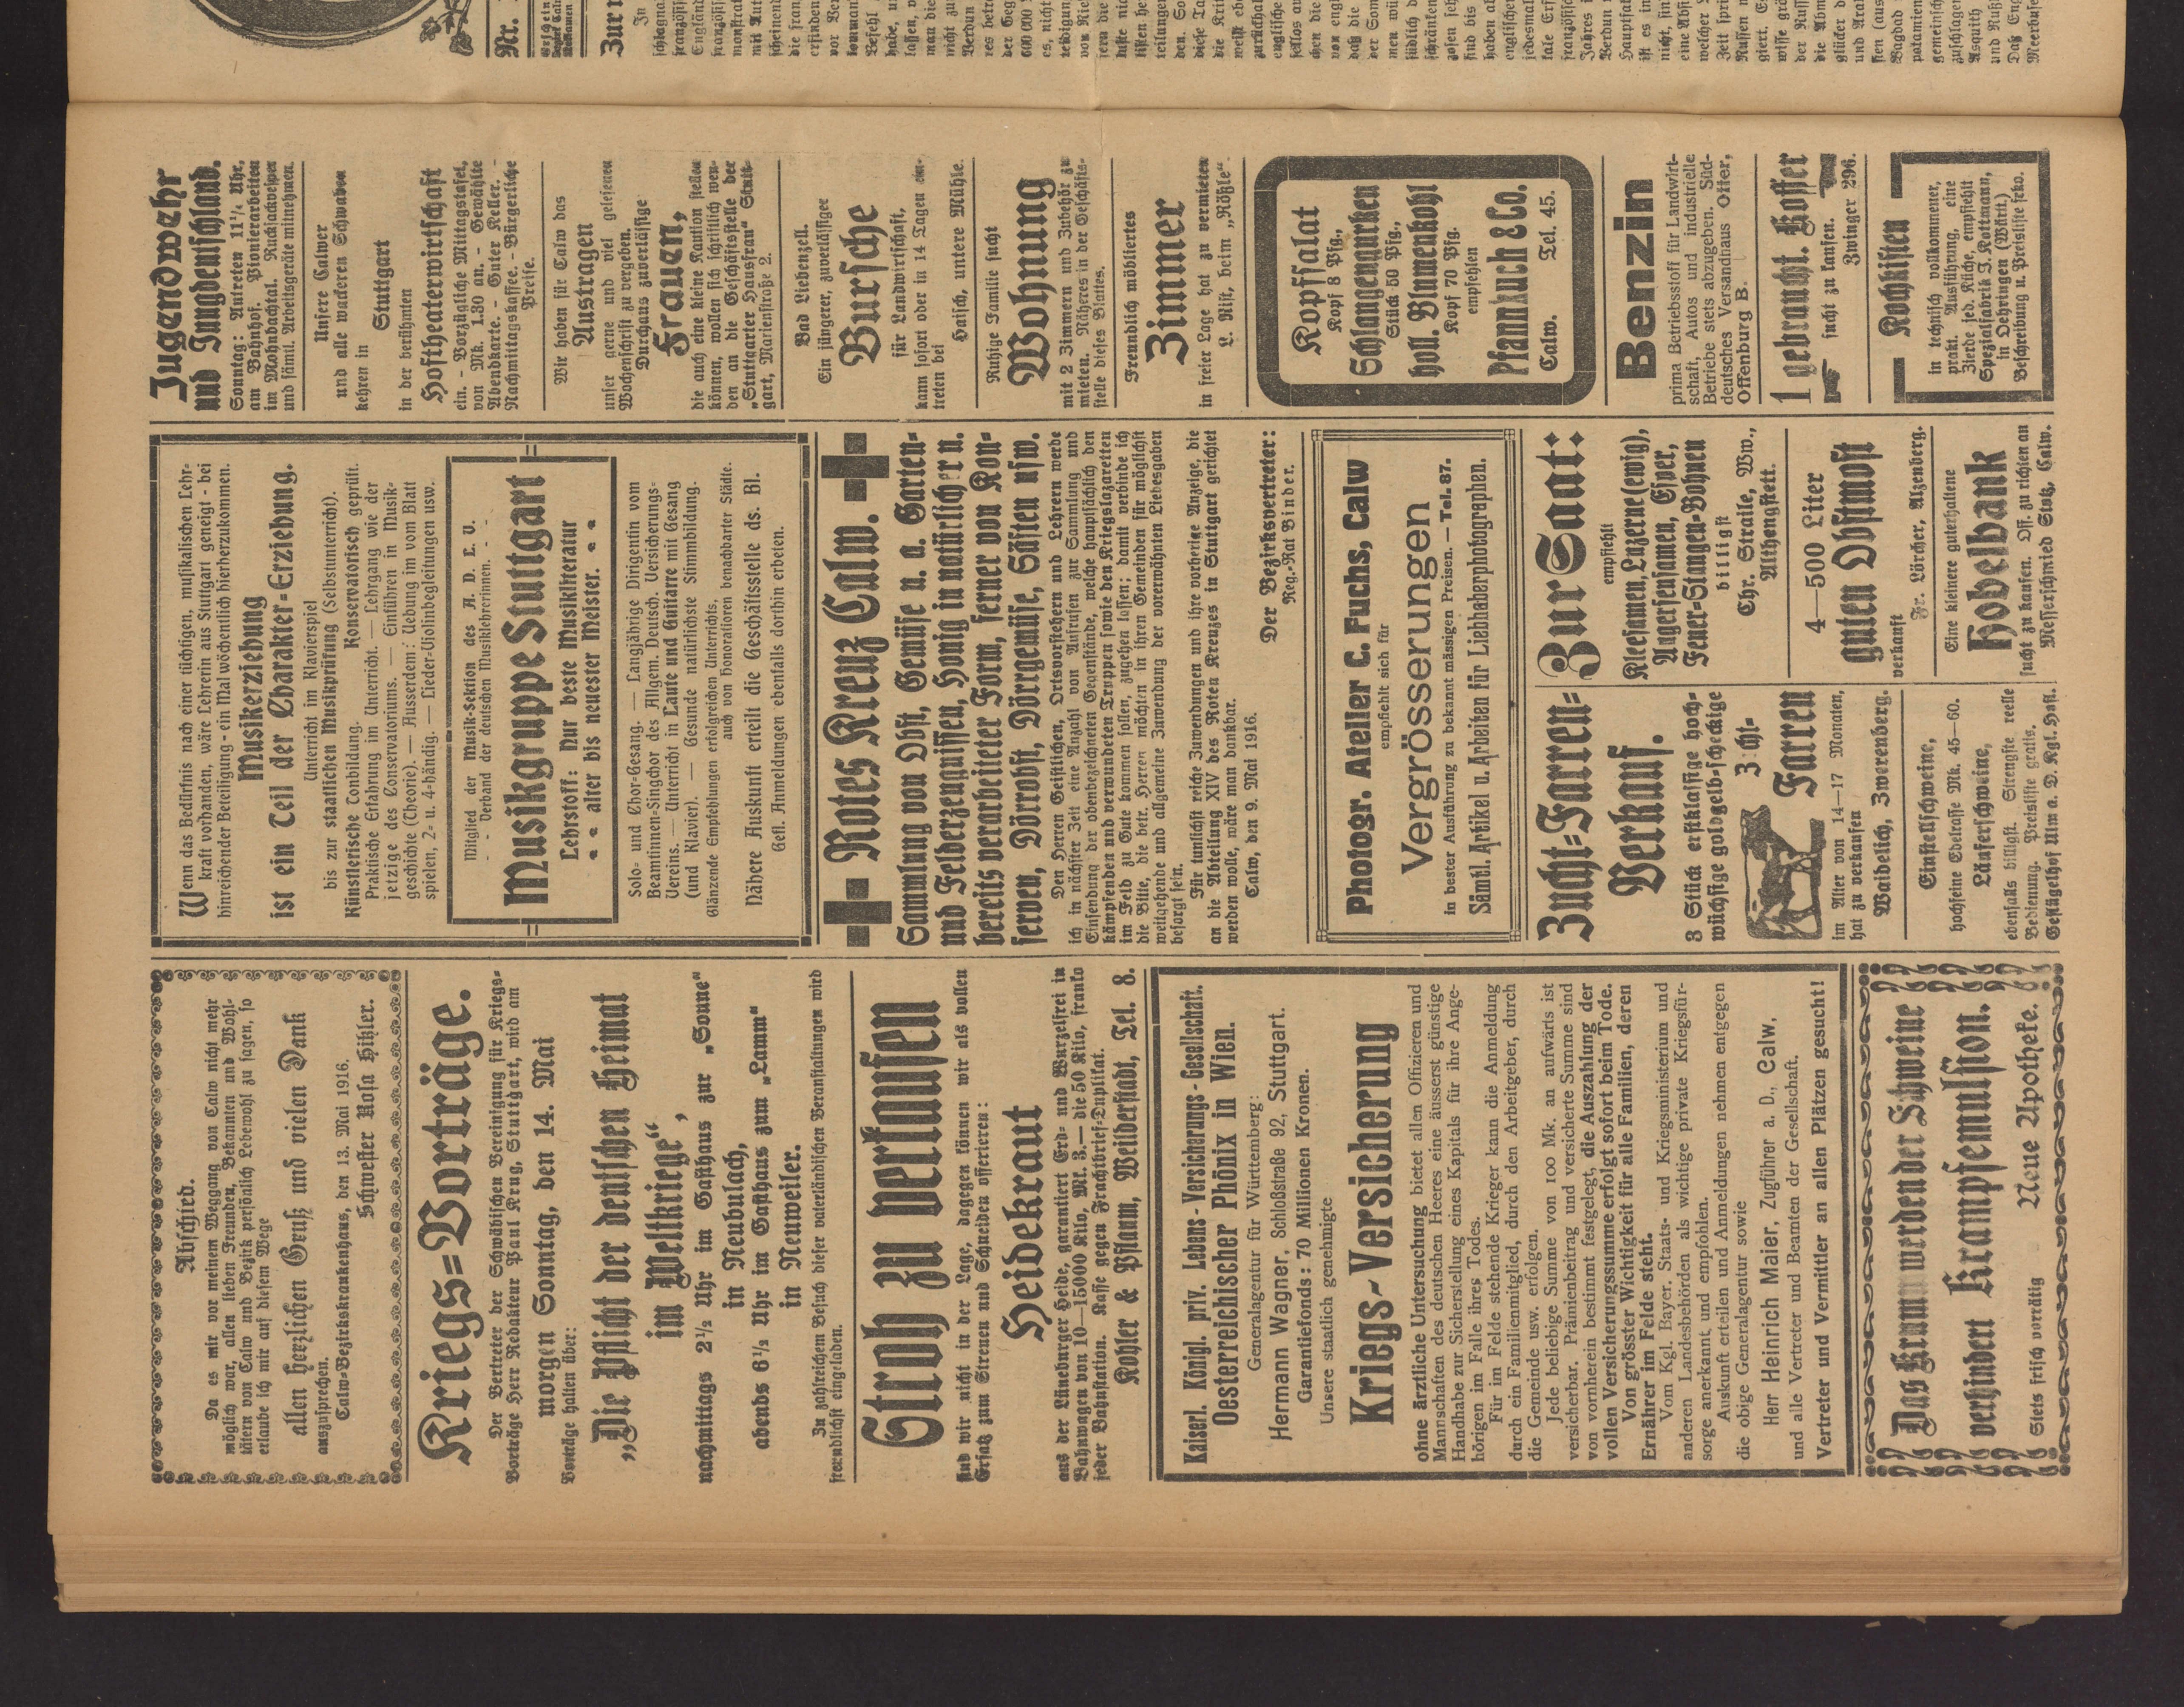 Abschied.
Da es mir vor meinem Weggang von Calw nicht mehr
möglich war, allen lieben Freunden, Bekannten und Wohl-
tätern von Calw und Bezirk persönlich Lebewohl zu sagen, so
erlaube ich mir auf diesem Wege
allen herzlichen Gruß und vielen Dank
auszusprechen.
Calw-Bezirkskrankenhaus, den 13. Mai 1916.
Schwester Rosa Hitzler.
Kriegs=Vorträge.
Der Vertreter der Schwäbischen Vereinigung für Kriegs-
Vorträge Herr Redakteur Paul Krug, Stuttgart, wird am
morgen Sonntag, den 14. Mai
Vorträge halten über:
„Die Pflicht der deutschen Heimat
im Weltkriege“,
nachmittags 2½ Uhr im Gasthaus zur „Sonne“
in Neubulach,
abends 6½ Uhr im Gasthaus zum „Lamm“
in Neuweiler.
Zu zahlreichem Besuch dieser vaterländischen Veranstaltungen wird
freundlichst eingeladen.
Stroh zu verkaufen
sind wir nicht in der Lage, dagegen können wir als vollen
Ersatz zum Streuen und Schneiden offerieren:
Heidekraut
aus der Lüneburger Heide, garantiert Erd- und Wurzelfrei in
Bahnwagen von 10—15000 Kilo, Mk. 3.— die 50 Kilo, franko
jeder Bahnstation. Kasse gegen Frachtbrief-Duplikat.
Kohler & Pflaum, Weilderstadt, Tel. 8.
Kaiserl. Königl. priv. Lebens-Versicherungs-Gesellschaft.
Oesterreichischer Phönix in Wien.
Generalagentur für Württemberg:
Hermann Wagner, Schloßstraße 92, Stuttgart.
Garantiefonds: 70 Millionen Kronen.
Unsere staatlich genehmigte
Kriegs-Versicherung
ohne ärztliche Untersuchung bietet allen Offizieren und
Mannschaften des deutschen Heeres eine äusserst günstige
Handhabe zur Sicherstellung eines Kapitals für ihre Ange-
hörigen im Falle ihres Todes.
Für im Felde stehende Krieger kann die Anmeldung
durch ein Familienmitglied, durch den Arbeitgeber, durch
die Gemeinde usw. erfolgen.
Jede beliebige Summe von 100 Mk. an aufwärts ist
versicherbar. Prämienbeitrag und versicherte Summe sind
von vornherein bestimmt festgelegt, die Auszahlung der
vollen Versicherungssumme erfolgt sofort beim Tode.
Von grösster Wichtigkeit für alle Familien, deren
Ernährer im Felde steht.
Vom Kgl. Bayer. Staats- und Kriegsministerium und
anderen Landesbehörden als wichtige private Kriegsfür-
sorge anerkannt und empfohlen.
Auskunft erteilen und Anmeldungen nehmen entgegen
die obige Generalagentur sowie
Herr Heinrich Maier, Zugführer a. D., Calw,
und alle Vertreter und Beamten der Gesellschaft.
Vertreter und Vermittler an allen Plätzen gesucht!
Das Krummwerden der Schweine
verhindert Krampfemulsion.
Stets frisch vorrätig Neue Apotheke.
Wenn das Bedürfnis nach einer tüchtigen, musikalischen Lehr-
kraft vorhanden, wäre Lehrerin aus Stuttgart geneigt - bei
hinreichender Beteiligung - ein Mal wöchentlich hierherzukommen.
Musikerziehung
ist ein Teil der Charakter-Erziehung.
Unterricht im Klavierspiel
bis zur staatlichen Musikprüfung (Selbstunterricht).
Künstlerische Tonbildung. Konservatorisch geprüft.
Praktische Erfahrung im Unterricht. — Lehrgang wie der
jetzige des Conservatoriums. — Einführen in Musik-
geschichte (Theorie). — Ausserdem: Uebung im vom Blatt
spielen, 2- u. 4-händig. — Lieder-Violinbegleitungen usw.
Mitglied der Musik-Sektion des A. D. L. V.
- - Verband der deutschen Musiklehrerinnen. - -
Musikgruppe Stuttgart
Lehrstoff: Nur beste Musikliteratur
alter bis neuester Meister.
Solo- und Chor-Gesang. — Langjährige Dirigentin vom
Beamtinnen-Singchor des Allgem. Deutsch. Versicherungs-
Vereins. — Unterricht in Laute und Guitarre mit Gesang
(und Klavier). — Gesunde natürlichste Stimmbildung.
Glänzende Empfehlungen erfolgreichen Unterrichts,
auch von Honoratioren benachbarter Städte.
Nähere Auskunft erteilt die Geschäftsstelle ds. Bl.
Gefl. Anmeldungen ebenfalls dorthin erbeten.
Rotes Kreuz Calw.
Sammlung von Obst, Gemüse u. a. Garten-
und Felderzeugnissen, Honig in natürlicher u.
bereits verarbeiteter Form, ferner von Kon-
serven, Dörrobst, Dörrgemüse, Säften usw.
Den Herren Geistlichen, Ortsvorstehern und Lehrern werde
ich in nächster Zeit eine Anzahl von Aufrufen zur Sammlung und
Einsendung der obenbezeichneten Gegenstände, welche hauptsächlich den
kämpfenden und verwundeten Truppen sowie den Kriegslazaretten
im Feld zu Gute kommen sollen, zugehen lassen; damit verbinde ich
die Bitte, die betr. Herren möchten in ihren Gemeinden für möglichst
weitgehende und allgemeine Zuwendung der vorerwähnten Liebesgaben
besorgt sein.
Für tunlichst reiche Zuwendungen und ihre vorherige Anzeige, die
an die Abteilung XIV des Roten Kreuzes in Stuttgart gerichtet
werden wolle, wäre man dankbar.
Calw, den 9. Mai 1916.
Der Bezirksvertreter:
Reg.-Rat Binder.
Photogr. Atelier C. Fuchs, Calw
empfiehlt sich für
Vergrösserungen
in bester Ausführung zu bekannt mässigen Preisen. — Tel. 87.
Sämtl. Artikel u. Arbeiten für Liebhaberphotographen.
Zucht=Farren=
Verkauf.
3 Stück erstklassige hoch-
wüchsige goldgelb-scheckige
Zucht-
Farren
im Alter von 14—17 Monaten,
hat zu verkaufen
Waidelich, Zwerenberg.
Einstellschweine,
hochfeine Edelrasse Mk. 45—60.
Läuferschweine,
ebenfalls billigst. Strengste reelle
Bedienung. Preisliste gratis.
Geflügelhof Ulm a. D. Kgl. Hofl.
Zur Saat:
empfiehlt
Kleesamen, Luzerne (ewig),
Angersensamen, Esper,
Feuer-Stangen-Bohnen
billigst
Chr. Straile, Ww.,
Althengstett.
4—500 Liter
guten Obstmost
verkauft
Fr. Lörcher, Alzenberg.
Eine kleinere guterhaltene
Hobelbank
sucht zu kaufen. Off. zu richten an
Messerschmied Stotz, Calw.
Jugendwehr
und Jungdeutschland.
Sonntag: Antreten 11¼ Uhr,
am Bahnhof. Pionierarbeiten
im Mohnbachtal. Rucksackvesper
und sämtl. Arbeitsgeräte mitnehmen.
Unsere Calwer
und alle wackeren Schwaben
kehren in
Stuttgart
in der berühmten
Hoftheaterwirtschaft
ein. - Vorzügliche Mittagstafel,
von Mk. 1.30 an. - Gewählte
Abendkarte. - Guter Keller. -
Nachmittagskaffee. - Bürgerliche
Preise.
Wir haben für Calw das
Austragen
unser gerne und viel gelesenen
Wochenschrift zu vergeben.
Durchaus zuverlässige
Frauen,
die auch eine kleine Kaution stellen
können, wollen sich schriftlich wen-
den an die Geschäftsstelle der
„Stuttgarter Hausfrau“ Stutt-
gart, Marienstraße 2.
Bad Liebenzell.
Ein jüngerer, zuverlässiger
Bursche
für Landwirtschaft,
kann sofort oder in 14 Tagen ein-
treten bei
Haisch, untere Mühle.
Ruhige Familie sucht
Wohnung
mit 2 Zimmern und Zubehör zu
mieten. Näheres in der Geschäfts-
stelle dieses Blattes.
Freundlich möbliertes
Zimmer
in freier Lage hat zu vermieten
L. Rist, beim „Rößle“.
Kopfsalat
Kopf 8 Pfg.,
Schlangengurken
Stück 50 Pfg.,
holl. Blumenkohl
Kopf 70 Pfg.
empfehlen
Pfannkuch & Co.
Calw. Tel. 45.
Benzin
prima Betriebsstoff für Landwirt-
schaft, Autos und industrielle
Betriebe stets abzugeben. Süd-
deutsches Versandhaus Offer,
Offenburg B.
1 gebraucht. Koffer
sucht zu kaufen.
Zwinger 296.
Kochkisten
in technisch vollkommener,
prakt. Ausführung, eine
Zierde jed. Küche, empfiehlt
Spezialfabrik J. Rottmann,
in Oehringen (Wttrt.)
Beschreibung u. Preisliste frko.
Nr.